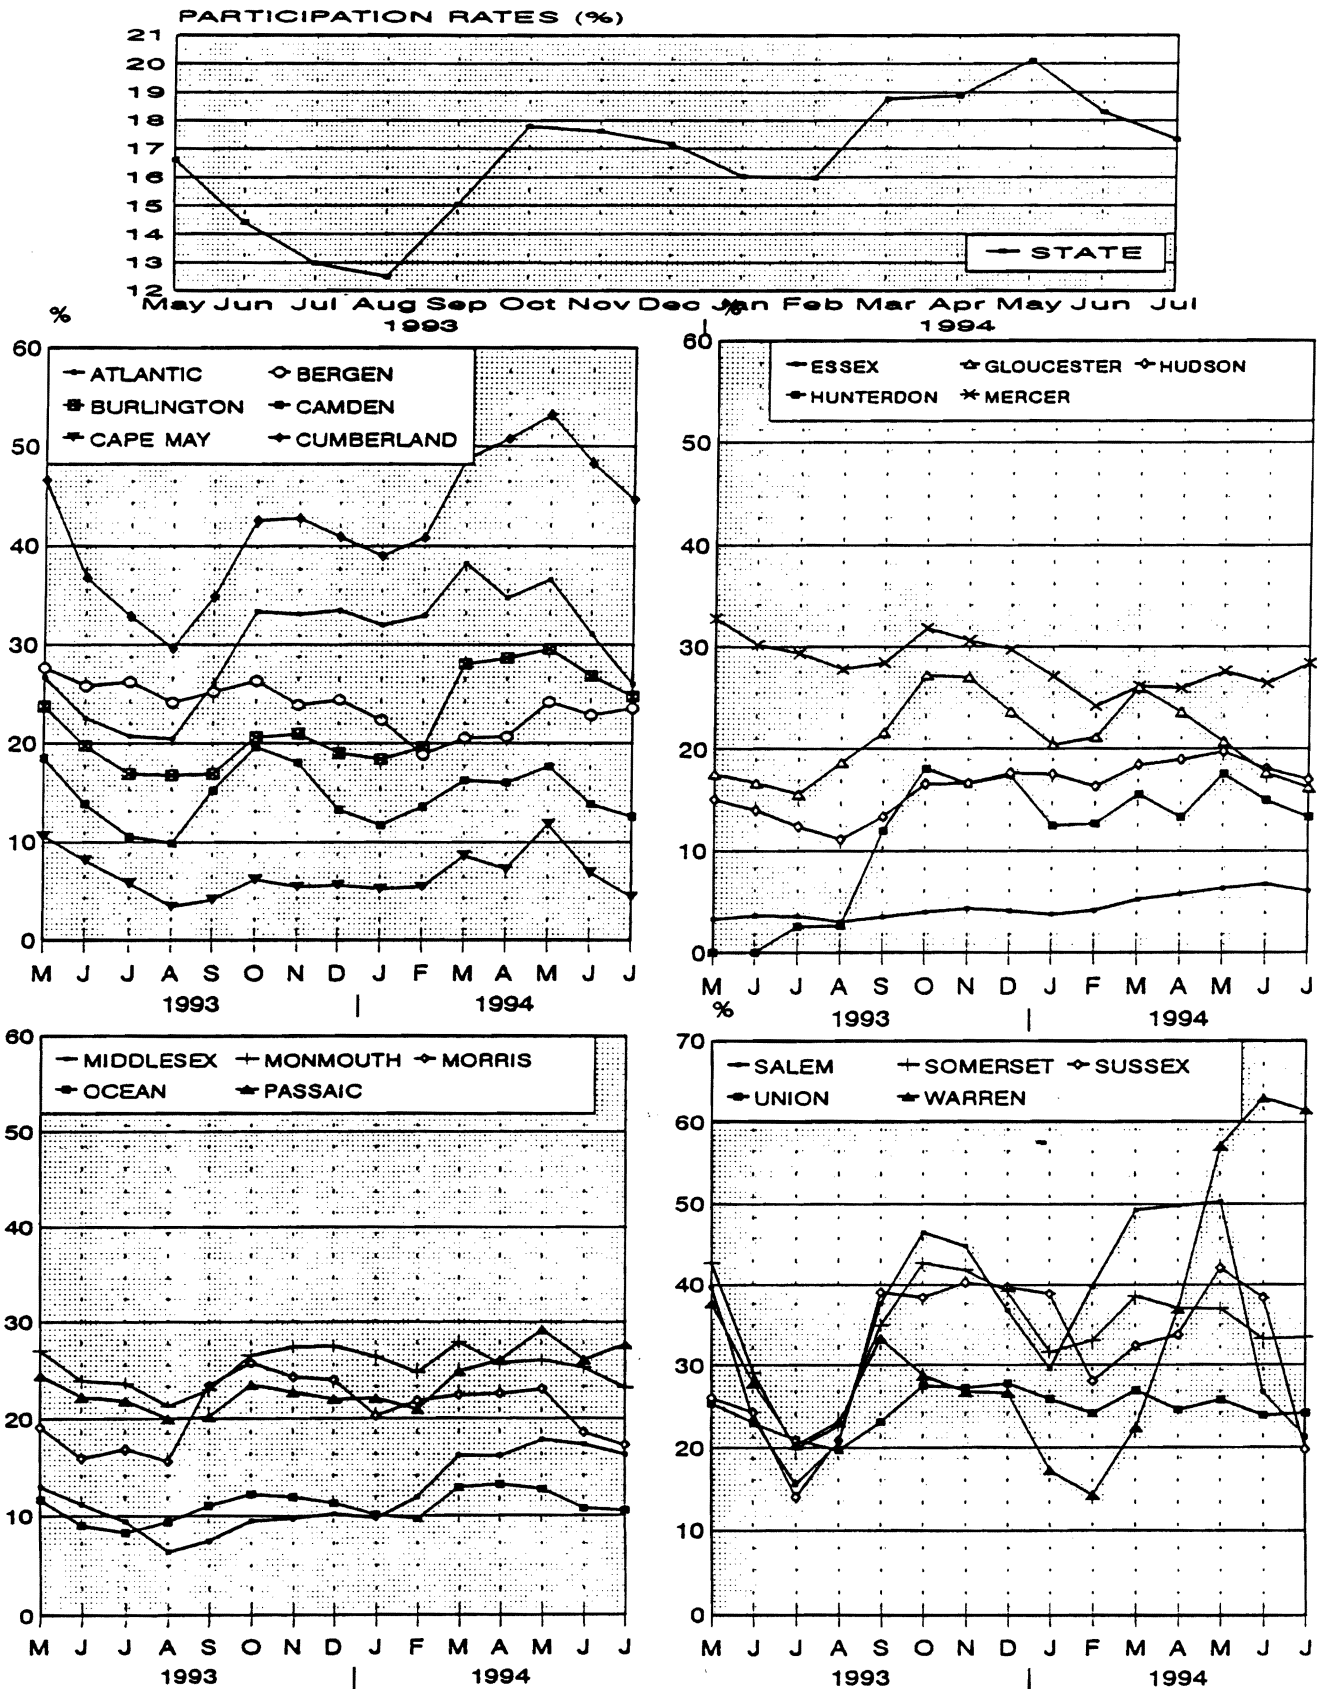 PARTICIPATION RATES (%)
21
20
19
18
17
16
15
14
13
12
STATE
May Jun Jul Aug Sep Oct Nov Dec Jan Feb Mar Apr May Jun Jul
1993 | 1994
%
60
50
40
30
20
10
0
ATLANTIC BERGEN
BURLINGTON CAMDEN
CAPE MAY CUMBERLAND
M J J A S O N D J F M A M J J
1993 | 1994
%
60
50
40
30
20
10
0
ESSEX GLOUCESTER HUDSON
HUNTERDON MERCER
M J J A S O N D J F M A M J J
1993 | 1994
60
50
40
30
20
10
0
MIDDLESEX MONMOUTH MORRIS
OCEAN PASSAIC
M J J A S O N D J F M A M J J
1993 | 1994
%
70
60
50
40
30
20
10
0
SALEM SOMERSET SUSSEX
UNION WARREN
M J J A S O N D J F M A M J J
1993 | 1994